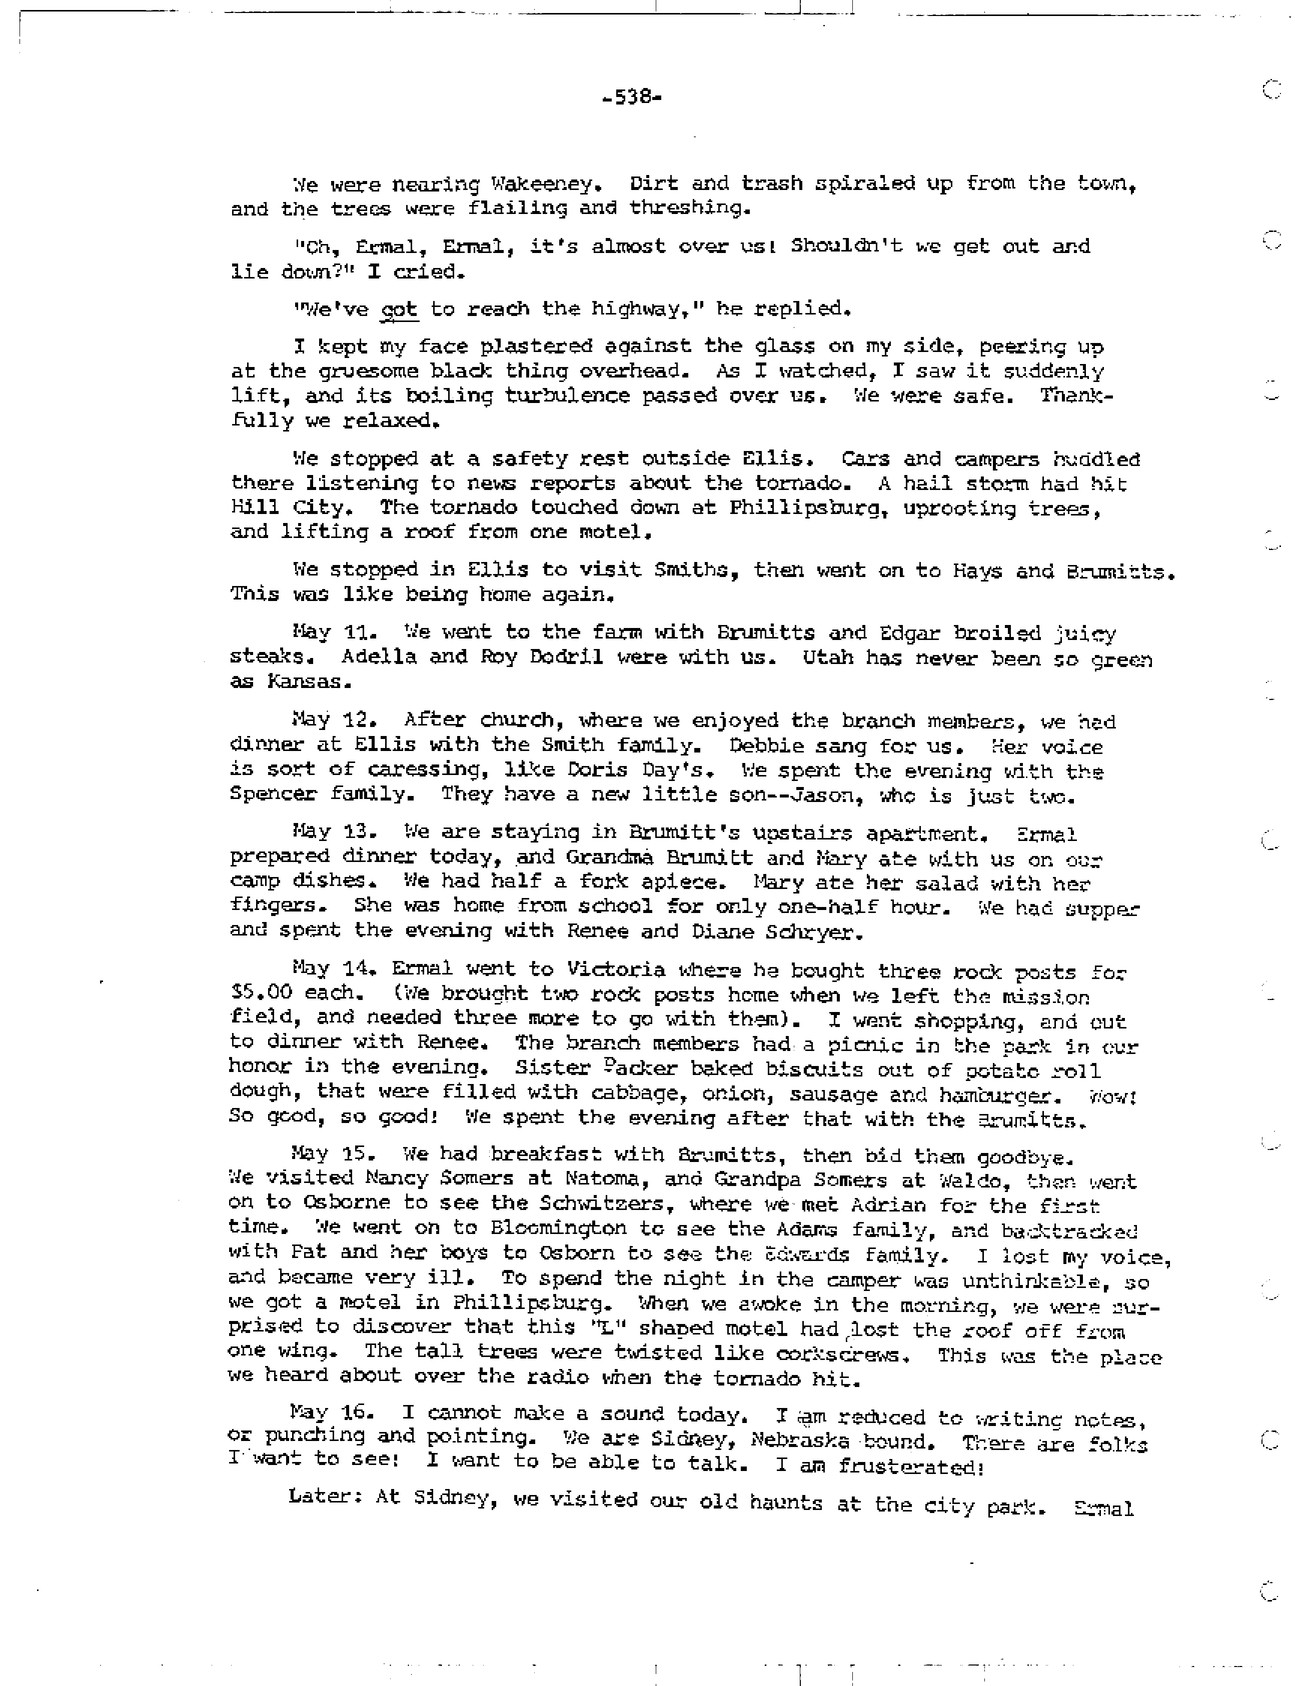 -538-
We were nearing Wakeeney. Dirt and trash spiraled up from the town,
and the trees were flailing and threshing.
"Oh, Ermal, Ermal, it's almost over us! Shouldn't we get out and
lie down?" I cried.
"We've got to reach the highway," he replied.
I kept my face plastered against the glass on my side, peering up
at the gruesome black thing overhead. As I watched, I saw it suddenly
lift, and its boiling turbulence passed over us. We were safe. Thank-
fully we relaxed.
We stopped at a safety rest outside Ellis. Cars and campers huddled
there listening to news reports about the tornado. A hail storm had hit
Hill City. The tornado touched down at Phillipsburg, uprooting trees,
and lifting a roof from one motel.
We stopped in Ellis to visit Smiths, then went on to Hays and Brumitts.
This was like being home again.
May 11. We went to the farm with Brumitts and Edgar broiled juicy
steaks. Adella and Roy Dodril were with us. Utah has never been so green
as Kansas.
May 12. After church, where we enjoyed the branch members, we had
dinner at Ellis with the Smith family. Debbie sang for us. Her voice
is sort of caressing, like Doris Day's. We spent the evening with the
Spencer family. They have a new little son--Jason, who is just two.
May 13. We are staying in Brumitt's upstairs apartment. Ermal
prepared dinner today, and Grandma Brumitt and Mary ate with us on our
camp dishes. We had half a fork apiece. Mary ate her salad with her
fingers. She was home from school for only one-half hour. We had supper
and spent the evening with Renee and Diane Schryer.
May 14. Ermal went to Victoria where he bought three rock posts for
$5.00 each. (We brought two rock posts home when we left the mission
field, and needed three more to go with them). I went shopping, and out
to dinner with Renee. The branch members had a picnic in the park in our
honor in the evening. Sister Packer baked biscuits out of potato roll
dough, that were filled with cabbage, onion, sausage and hamburger. Wow!
So good, so good! We spent the evening after that with the Brumitts.
May 15. We had breakfast with Brumitts, then bid them goodbye.
We visited Nancy Somers at Natoma, and Grandpa Somers at Waldo, then went
on to Osborne to see the Schwitzers, where we met Adrian for the first
time. We went on to Bloomington to see the Adams family, and backtracked
with Pat and her boys to Osborn to see the Edwards family. I lost my voice,
and became very ill. To spend the night in the camper was unthinkable, so
we got a motel in Phillipsburg. When we awoke in the morning, we were sur-
prised to discover that this "L" shaped motel had lost the roof off from
one wing. The tall trees were twisted like corkscrews. This was the place
we heard about over the radio when the tornado hit.
May 16. I cannot make a sound today. I am reduced to writing notes,
or punching and pointing. We are Sidney, Nebraska bound. There are folks
I want to see! I want to be able to talk. I am frusterated!
Later: At Sidney, we visited our old haunts at the city park. Ermal